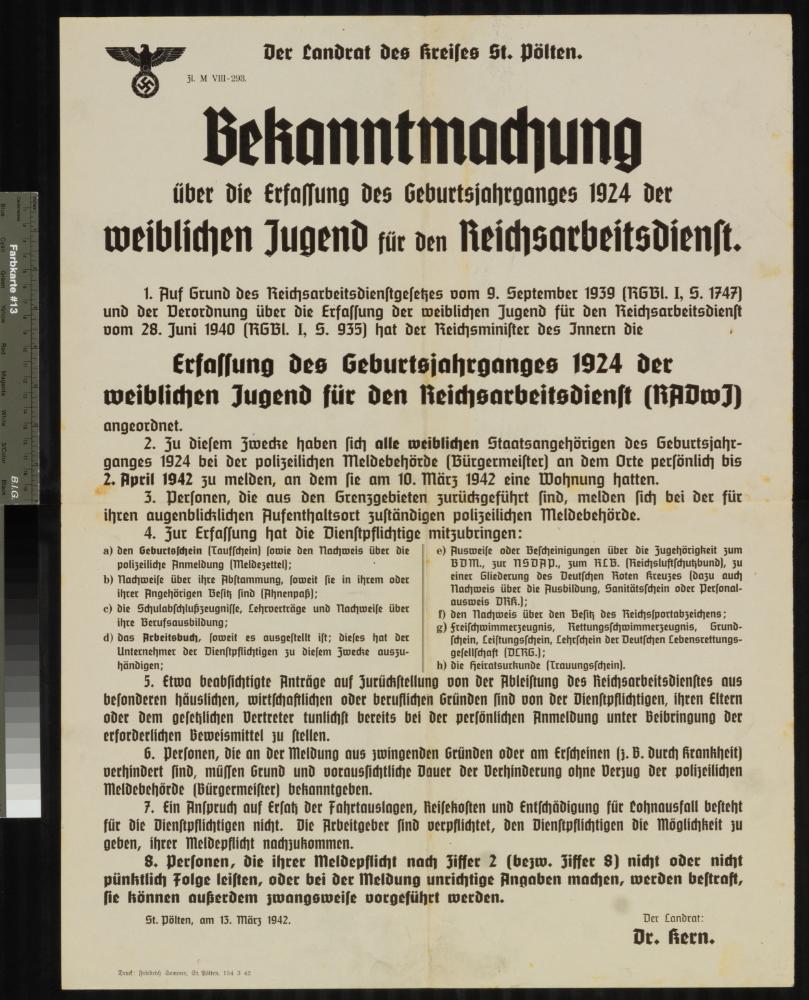 Der Landrat des Kreises St. Pölten.
Zl. M VIII-293.
Bekanntmachung
über die Erfassung des Geburtsjahrganges 1924 der
weiblichen Jugend für den Reichsarbeitsdienst.
1. Auf Grund des Reichsarbeitsdienstgesetzes vom 9. September 1939 (RGBl. I, S. 1747)
und der Verordnung über die Erfassung der weiblichen Jugend für den Reichsarbeitsdienst
vom 28. Juni 1940 (RGBl. I, S. 935) hat der Reichsminister des Innern die
Erfassung des Geburtsjahrganges 1924 der
weiblichen Jugend für den Reichsarbeitsdienst (RADwJ)
angeordnet.
2. Zu diesem Zwecke haben sich alle weiblichen Staatsangehörigen des Geburtsjahr-
ganges 1924 bei der polizeilichen Meldebehörde (Bürgermeister) an dem Orte persönlich bis
2. April 1942 zu melden, an dem sie am 10. März 1942 eine Wohnung hatten.
3. Personen, die aus den Grenzgebieten zurückgeführt sind, melden sich bei der für
ihren augenblicklichen Aufenthaltsort zuständigen polizeilichen Meldebehörde.
4. Zur Erfassung hat die Dienstpflichtige mitzubringen:
a) den Geburtsschein (Taufschein) sowie den Nachweis über die
polizeiliche Anmeldung (Meldezettel);
b) Nachweise über ihre Abstammung, soweit sie in ihrem oder
ihrer Angehörigen Besitz sind (Ahnenpaß);
c) die Schulabschlußzeugnisse, Lehrverträge und Nachweise über
ihre Berufsausbildung;
d) das Arbeitsbuch, soweit es ausgestellt ist; dieses hat der
Unternehmer der Dienstpflichtigen zu diesem Zwecke auszu-
händigen;
e) Ausweise oder Bescheinigungen über die Zugehörigkeit zum
BDM., zur NSDAP., zum RLB. (Reichsluftschutzbund), zu
einer Gliederung des Deutschen Roten Kreuzes (dazu auch
Nachweis über die Ausbildung, Sanitätsschein oder Personal-
ausweis DRK.);
f) den Nachweis über den Besitz des Reichssportabzeichens;
g) Freischwimmerzeugnis, Rettungsschwimmerzeugnis, Grund-
schein, Leistungsschein, Lehrschein der Deutschen Lebensrettungs-
gesellschaft (DLRG.);
h) die Heiratsurkunde (Trauungsschein).
5. Etwa beabsichtigte Anträge auf Zurückstellung von der Ableistung des Reichsarbeitsdienstes aus
besonderen häuslichen, wirtschaftlichen oder beruflichen Gründen sind von der Dienstpflichtigen, ihren Eltern
oder dem gesetzlichen Vertreter tunlichst bereits bei der persönlichen Anmeldung unter Beibringung der
erforderlichen Beweismittel zu stellen.
6. Personen, die an der Meldung aus zwingenden Gründen oder am Erscheinen (z. B. durch Krankheit)
verhindert sind, müssen Grund und voraussichtliche Dauer der Verhinderung ohne Verzug der polizeilichen
Meldebehörde (Bürgermeister) bekanntgeben.
7. Ein Anspruch auf Ersatz der Fahrtauslagen, Reisekosten und Entschädigung für Lohnausfall besteht
für die Dienstpflichtigen nicht. Die Arbeitgeber sind verpflichtet, den Dienstpflichtigen die Möglichkeit zu
geben, ihrer Meldepflicht nachzukommen.
8. Personen, die ihrer Meldepflicht nach Ziffer 2 (bezw. Ziffer 8) nicht oder nicht
pünktlich Folge leisten, oder bei der Meldung unrichtige Angaben machen, werden bestraft,
sie können außerdem zwangsweise vorgeführt werden.
St. Pölten, am 13. März 1942.
Der Landrat:
Dr. Kern.
Druck: Friedrich Sommer, St. Pölten. 154 3 42
Farbkarte #13
B.I.G.
Blue
Cyan
Green
Yellow
Red
Magenta
White
3/Color
Black